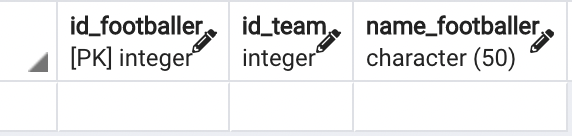 id_footballer id_team name_footballer
[PK] integer integer character (50)